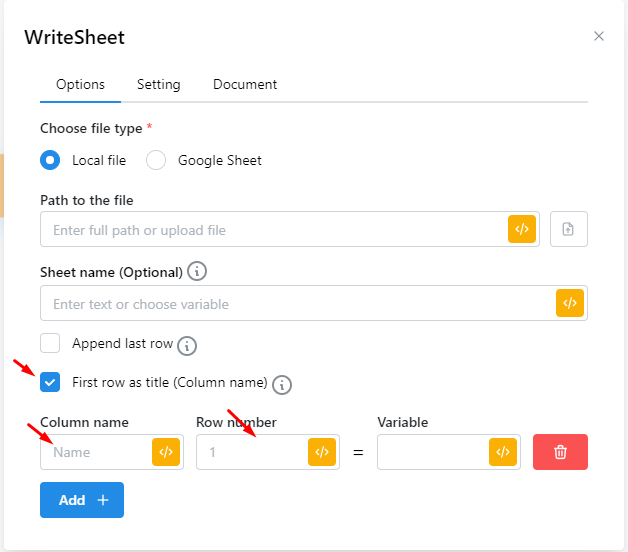 WriteSheet
Options Setting Document
Choose file type *
Local file Google Sheet
Path to the file
Enter full path or upload file </>
Sheet name (Optional) i
Enter text or choose variable </>
Append last row i
First row as title (Column name) i
Column name Row number Variable
Name </> 1 </> = </>
Add +